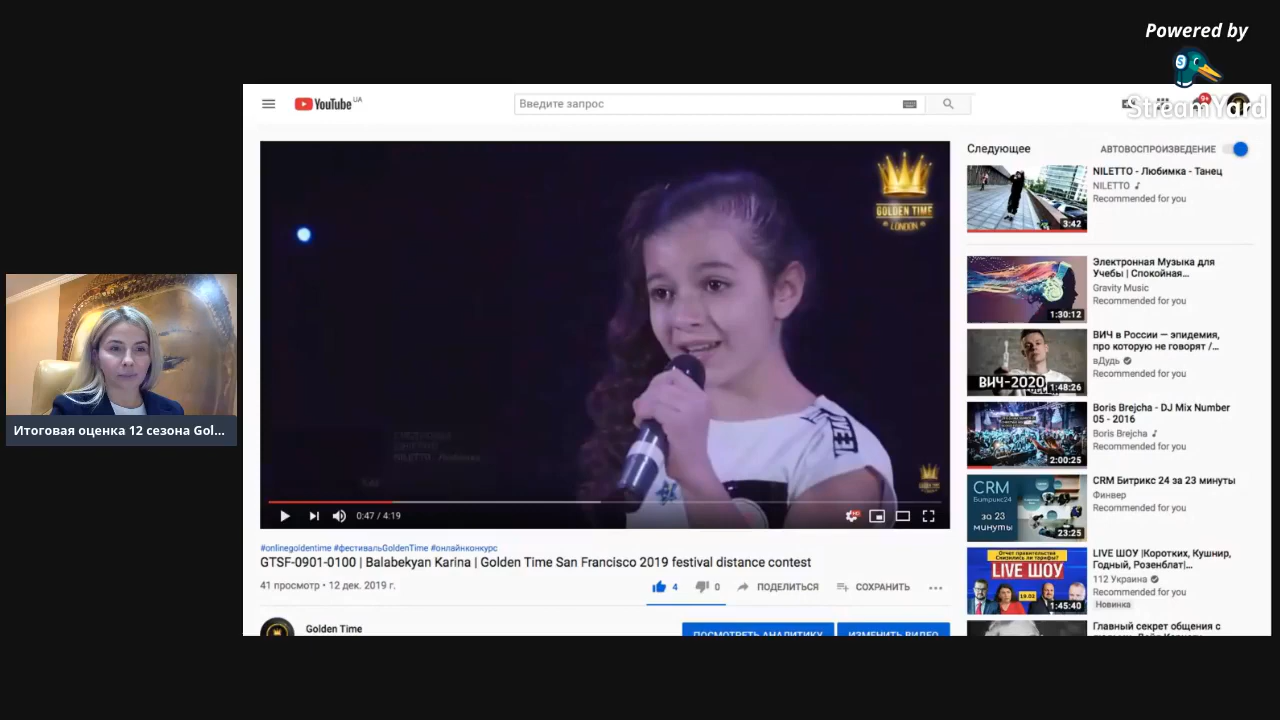 Powered by
StreamYard
YouTube UA
Введите запрос
9+
GOLDEN TIME
LONDON
0:47 / 4:19
#onlinegoldentime #фестивальGoldenTime #онлайнконкурс
GTSF-0901-0100 | Balabekyan Karina | Golden Time San Francisco 2019 festival distance contest
41 просмотр • 12 дек. 2019 г.
4
0
ПОДЕЛИТЬСЯ
СОХРАНИТЬ
Golden Time
ПОСМОТРЕТЬ АНАЛИТИКУ
ИЗМЕНИТЬ ВИДЕО
Итоговая оценка 12 сезона Gol...
Следующее
АВТОВОСПРОИЗВЕДЕНИЕ
3:42
NILETTO - Любимка - Танец
NILETTO
Recommended for you
1:30:12
Электронная Музыка для
Учебы | Спокойная...
Gravity Music
Recommended for you
ВИЧ-2020
1:48:26
ВИЧ в России — эпидемия,
про которую не говорят /...
вДудь
Recommended for you
2:00:25
Boris Brejcha - DJ Mix Number
05 - 2016
Boris Brejcha
Recommended for you
CRM
Битрикс24
за 23
минуты
23:25
CRM Битрикс 24 за 23 минуты
Финвер
Recommended for you
LIVE ШОУ
19.03
1:45:40
LIVE ШОУ |Коротких, Кушнир,
Годный, Розенблат|...
112 Украина
Recommended for you
Новинка
Главный секрет общения с